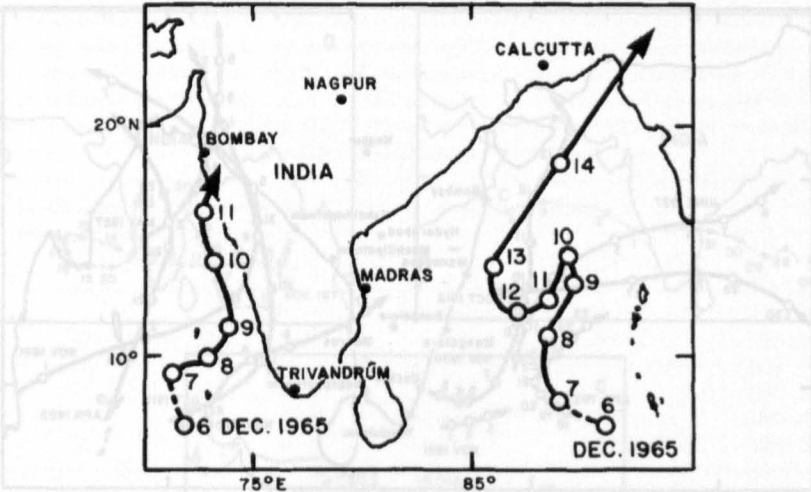 CALCUTTA
NAGPUR
20°N
BOMBAY
INDIA
14
11
10
13
10
11
9
MADRAS
12
9
8
10°
8
7
TRIVANDRŪM
7
6
6 DEC. 1965
DEC. 1965
75°E
85°